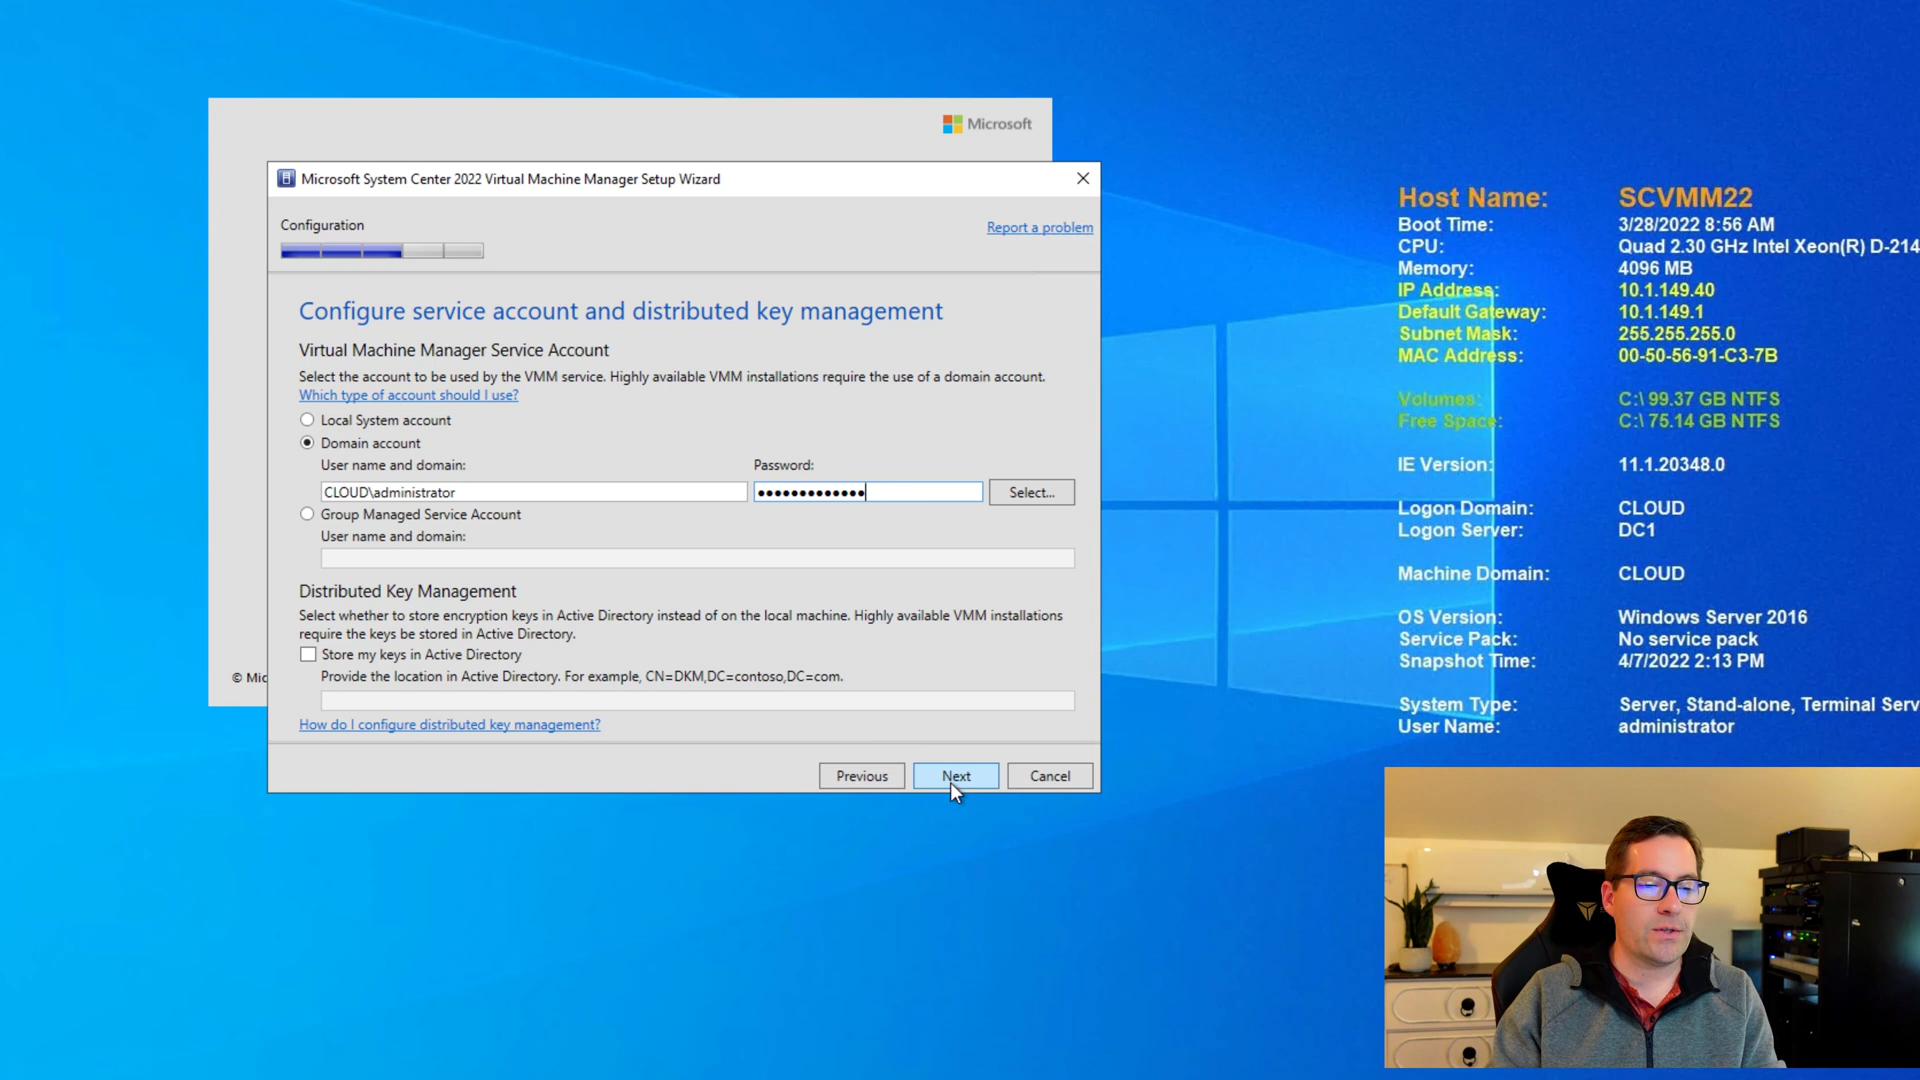 Microsoft
Microsoft System Center 2022 Virtual Machine Manager Setup Wizard
Configuration
Report a problem
Configure service account and distributed key management
Virtual Machine Manager Service Account
Select the account to be used by the VMM service. Highly available VMM installations require the use of a domain account.
Which type of account should I use?
Local System account
Domain account
User name and domain: Password:
CLOUD\administrator ●●●●●●●●●●●●● Select...
Group Managed Service Account
User name and domain:
Distributed Key Management
Select whether to store encryption keys in Active Directory instead of on the local machine. Highly available VMM installations
require the keys be stored in Active Directory.
Store my keys in Active Directory
Provide the location in Active Directory. For example, CN=DKM,DC=contoso,DC=com.
How do I configure distributed key management?
Previous Next Cancel
© Mic
Host Name: SCVMM22
Boot Time: 3/28/2022 8:56 AM
CPU: Quad 2.30 GHz Intel Xeon(R) D-214
Memory: 4096 MB
IP Address: 10.1.149.40
Default Gateway: 10.1.149.1
Subnet Mask: 255.255.255.0
MAC Address: 00-50-56-91-C3-7B
Volumes: C:\ 99.37 GB NTFS
Free Space: C:\ 75.14 GB NTFS
IE Version: 11.1.20348.0
Logon Domain: CLOUD
Logon Server: DC1
Machine Domain: CLOUD
OS Version: Windows Server 2016
Service Pack: No service pack
Snapshot Time: 4/7/2022 2:13 PM
System Type: Server, Stand-alone, Terminal Serv
User Name: administrator